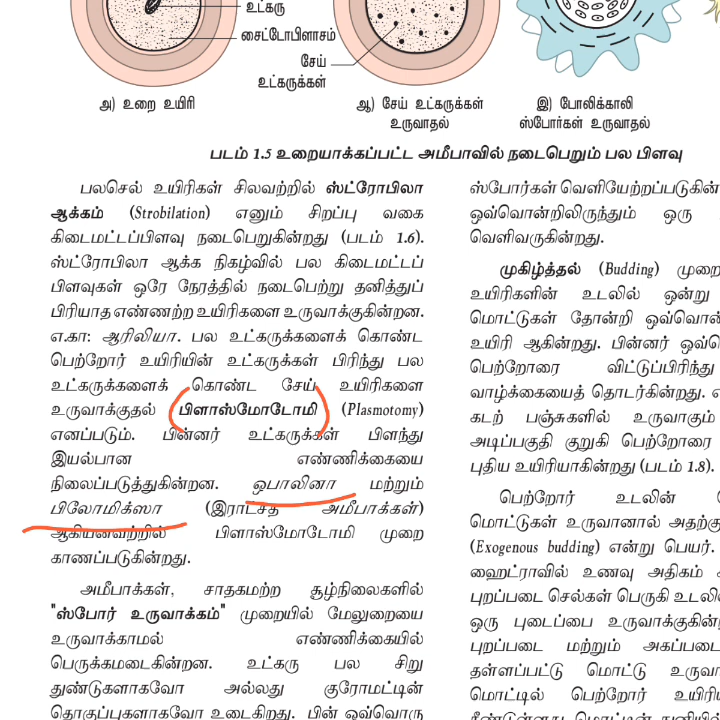 உட்கரு
சைட்டோபிளாசம்
சேய்
உட்கருக்கள்
அ) உறை உயிரி
ஆ) சேய் உட்கருக்கள்
உருவாதல்
இ) போலிக்காலி
ஸ்போர்கள் உருவாதல்
படம் 1.5 உறையாக்கப்பட்ட அமீபாவில் நடைபெறும் பல பிளவு
பலசெல் உயிரிகள் சிலவற்றில் ஸ்ட்ரோபிலா
ஆக்கம் (Strobilation) எனும் சிறப்பு வகை
கிடைமட்டப்பிளவு நடைபெறுகின்றது (படம் 1.6).
ஸ்ட்ரோபிலா ஆக்க நிகழ்வில் பல கிடைமட்டப்
பிளவுகள் ஒரே நேரத்தில் நடைபெற்று தனித்துப்
பிரியாத எண்ணற்ற உயிரிகளை உருவாக்குகின்றன.
எ.கா: ஆரிலியா. பல உட்கருக்களைக் கொண்ட
பெற்றோர் உயிரியின் உட்கருக்கள் பிரிந்து பல
உட்கருக்களைக் கொண்ட சேய் உயிரிகளை
உருவாக்குதல் பிளாஸ்மோடோமி (Plasmotomy)
எனப்படும். பின்னர் உட்கருக்கள் பிளந்து
இயல்பான எண்ணிக்கையை
நிலைப்படுத்துகின்றன. ஒபாலினா மற்றும்
பிலோமிக்ஸா (இராட்சத அமீபாக்கள்)
ஆகியனவற்றில் பிளாஸ்மோடோமி முறை
காணப்படுகின்றது.
அமீபாக்கள், சாதகமற்ற சூழ்நிலைகளில்
"ஸ்போர் உருவாக்கம்" முறையில் மேலுறையை
உருவாக்காமல் எண்ணிக்கையில்
பெருக்கமடைகின்றன. உட்கரு பல சிறு
துண்டுகளாகவோ அல்லது குரோமட்டின்
தொகுப்புகளாகவோ உடைகிறது. பின் ஒவ்வொரு
ஸ்போர்கள் வெளியேற்றப்படுகின்
ஒவ்வொன்றிலிருந்தும் ஒரு
வெளிவருகின்றது.
முகிழ்த்தல் (Budding) முறை
உயிரிகளின் உடலில் ஒன்று
மொட்டுகள் தோன்றி ஒவ்வொன்
உயிரி ஆகின்றது. பின்னர் ஒவ்
பெற்றோரை விட்டுப்பிரிந்து
வாழ்க்கையைத் தொடர்கின்றது.
கடற் பஞ்சுகளில் உருவாகும்
அடிப்பகுதி குறுகி பெற்றோரை
புதிய உயிரியாகின்றது (படம் 1.8).
பெற்றோர் உடலின்
மொட்டுகள் உருவானால் அதற்கு
(Exogenous budding) என்று பெயர்.
ஹைட்ராவில் உணவு அதிகம்
புறப்படை செல்கள் பெருகி உடலி
ஒரு புடைப்பை உருவாக்குகின்
புறப்படை மற்றும் அகப்படை
தள்ளப்பட்டு மொட்டு உருவா
மொட்டில் பெற்றோர் உயிரி